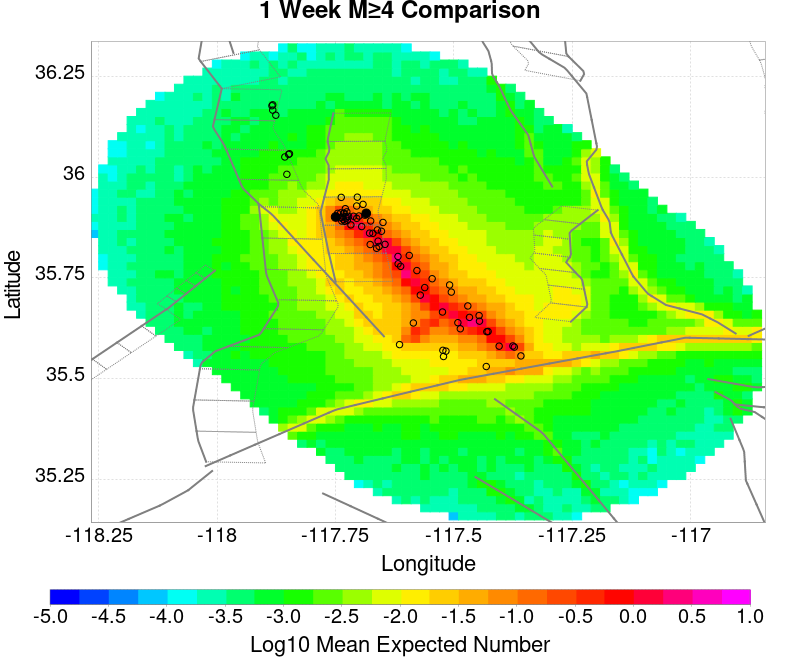 1 Week M≥4 Comparison
36.25
36
35.75
35.5
35.25
Latitude
-118.25 -118 -117.75 -117.5 -117.25 -117
Longitude
-5.0 -4.5 -4.0 -3.5 -3.0 -2.5 -2.0 -1.5 -1.0 -0.5 0.0 0.5 1.0
Log10 Mean Expected Number